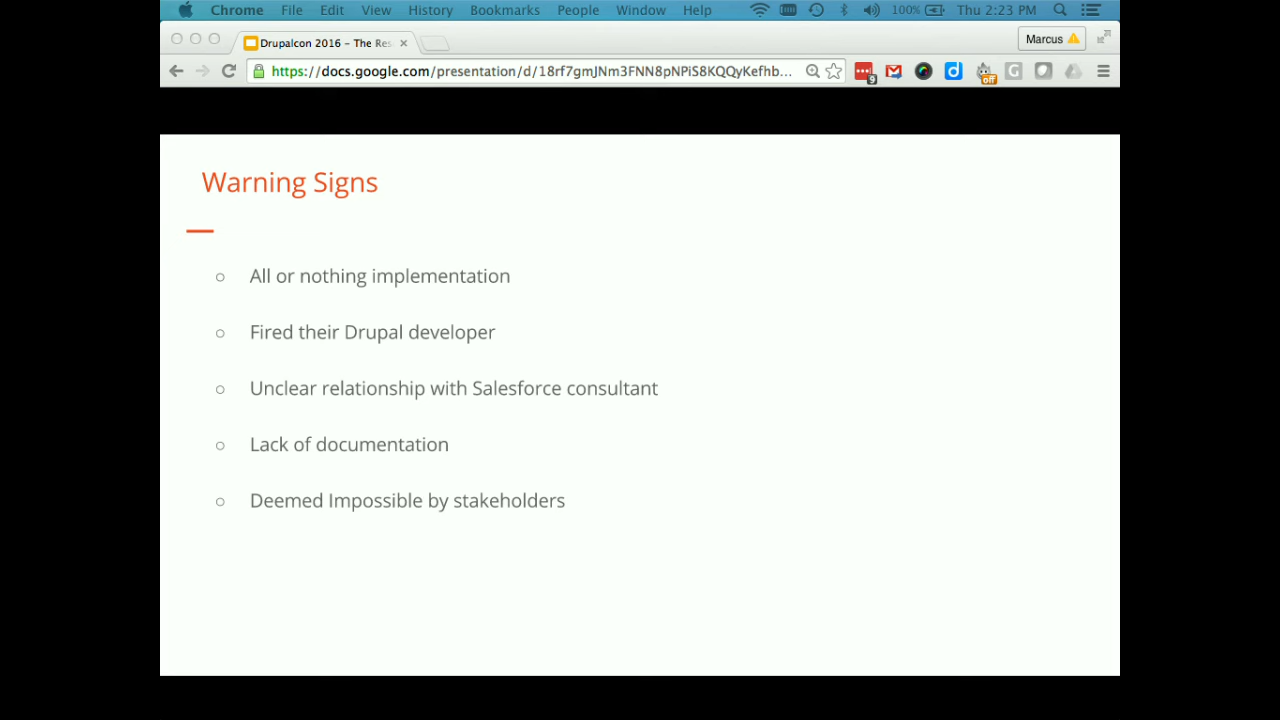 Chrome File Edit View History Bookmarks People Window Help 100% Thu 2:23 PM
Drupalcon 2016 – The Res
Marcus
https://docs.google.com/presentation/d/18rf7gmJNm3FNN8pNPiS8KQQyKefhb...
9
off
Warning Signs
All or nothing implementation
Fired their Drupal developer
Unclear relationship with Salesforce consultant
Lack of documentation
Deemed Impossible by stakeholders